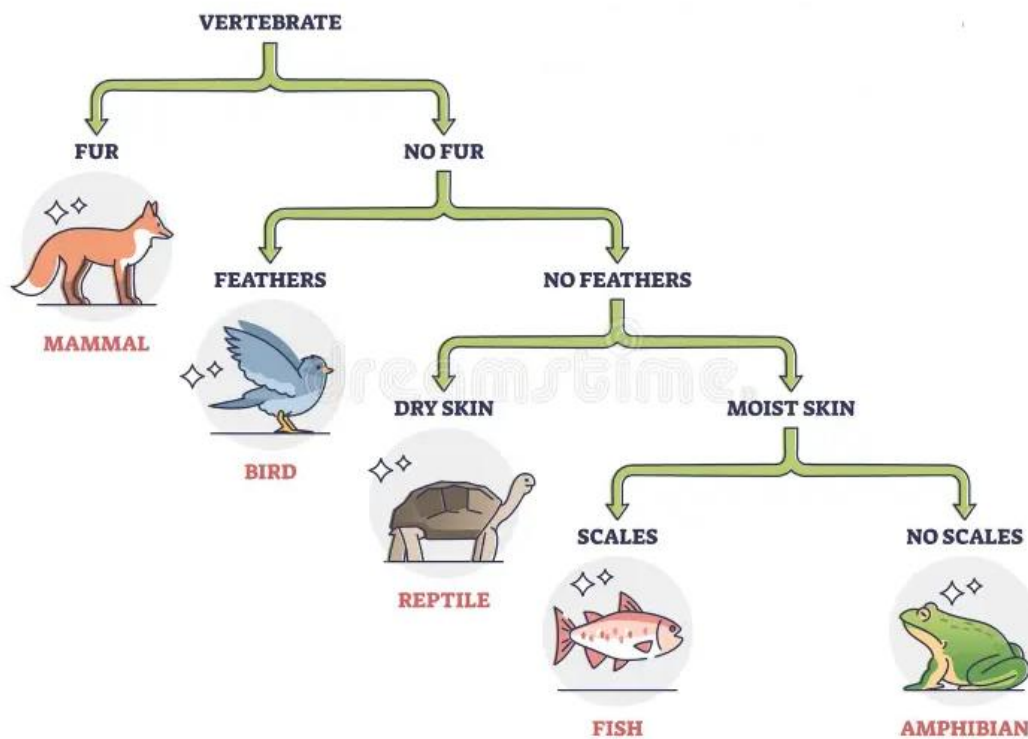 VERTEBRATE
FUR
NO FUR
MAMMAL
FEATHERS
NO FEATHERS
BIRD
DRY SKIN
MOIST SKIN
REPTILE
SCALES
NO SCALES
FISH
AMPHIBIAN
dreamstime.